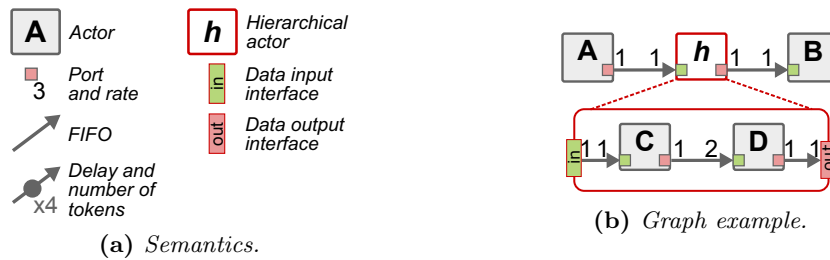 A Actor
3 Port
and rate
FIFO
x4 Delay and
number of
tokens
h Hierarchical
actor
in Data input
interface
out Data output
interface
(a) Semantics.
A 1 1 h 1 1 B
in 1 1 C 1 2 D 1 1 out
(b) Graph example.